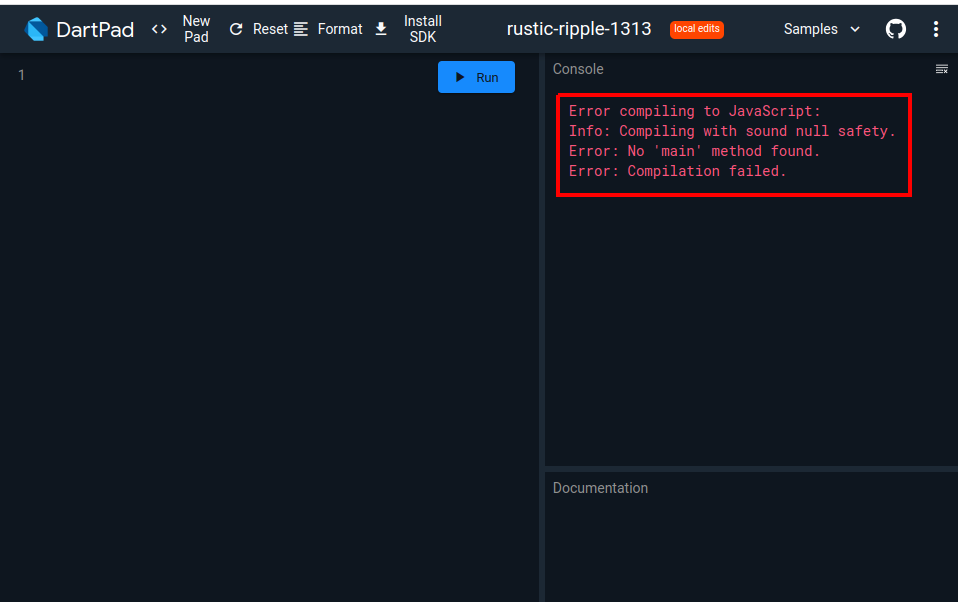 DartPad
<> New Pad
Reset
Format
Install SDK
rustic-ripple-1313
local edits
Samples
1
Run
Console
Error compiling to JavaScript:
Info: Compiling with sound null safety.
Error: No 'main' method found.
Error: Compilation failed.
Documentation